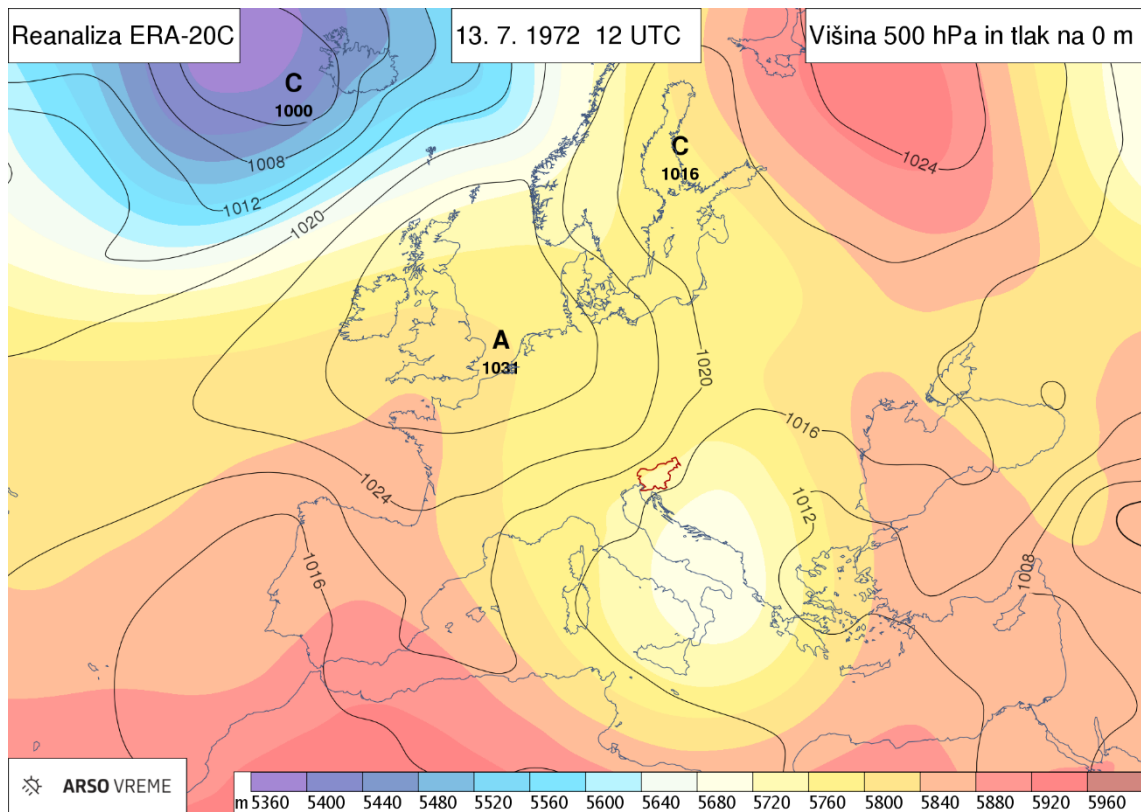 Reanaliza ERA-20C
13. 7. 1972 12 UTC
Višina 500 hPa in tlak na 0 m
C
1000
1008
1012
1020
C
1016
1024
A
1031
1020
1016
1024
1012
1016
1008
ARSO VREME
m 5360 5400 5440 5480 5520 5560 5600 5640 5680 5720 5760 5800 5840 5880 5920 5960